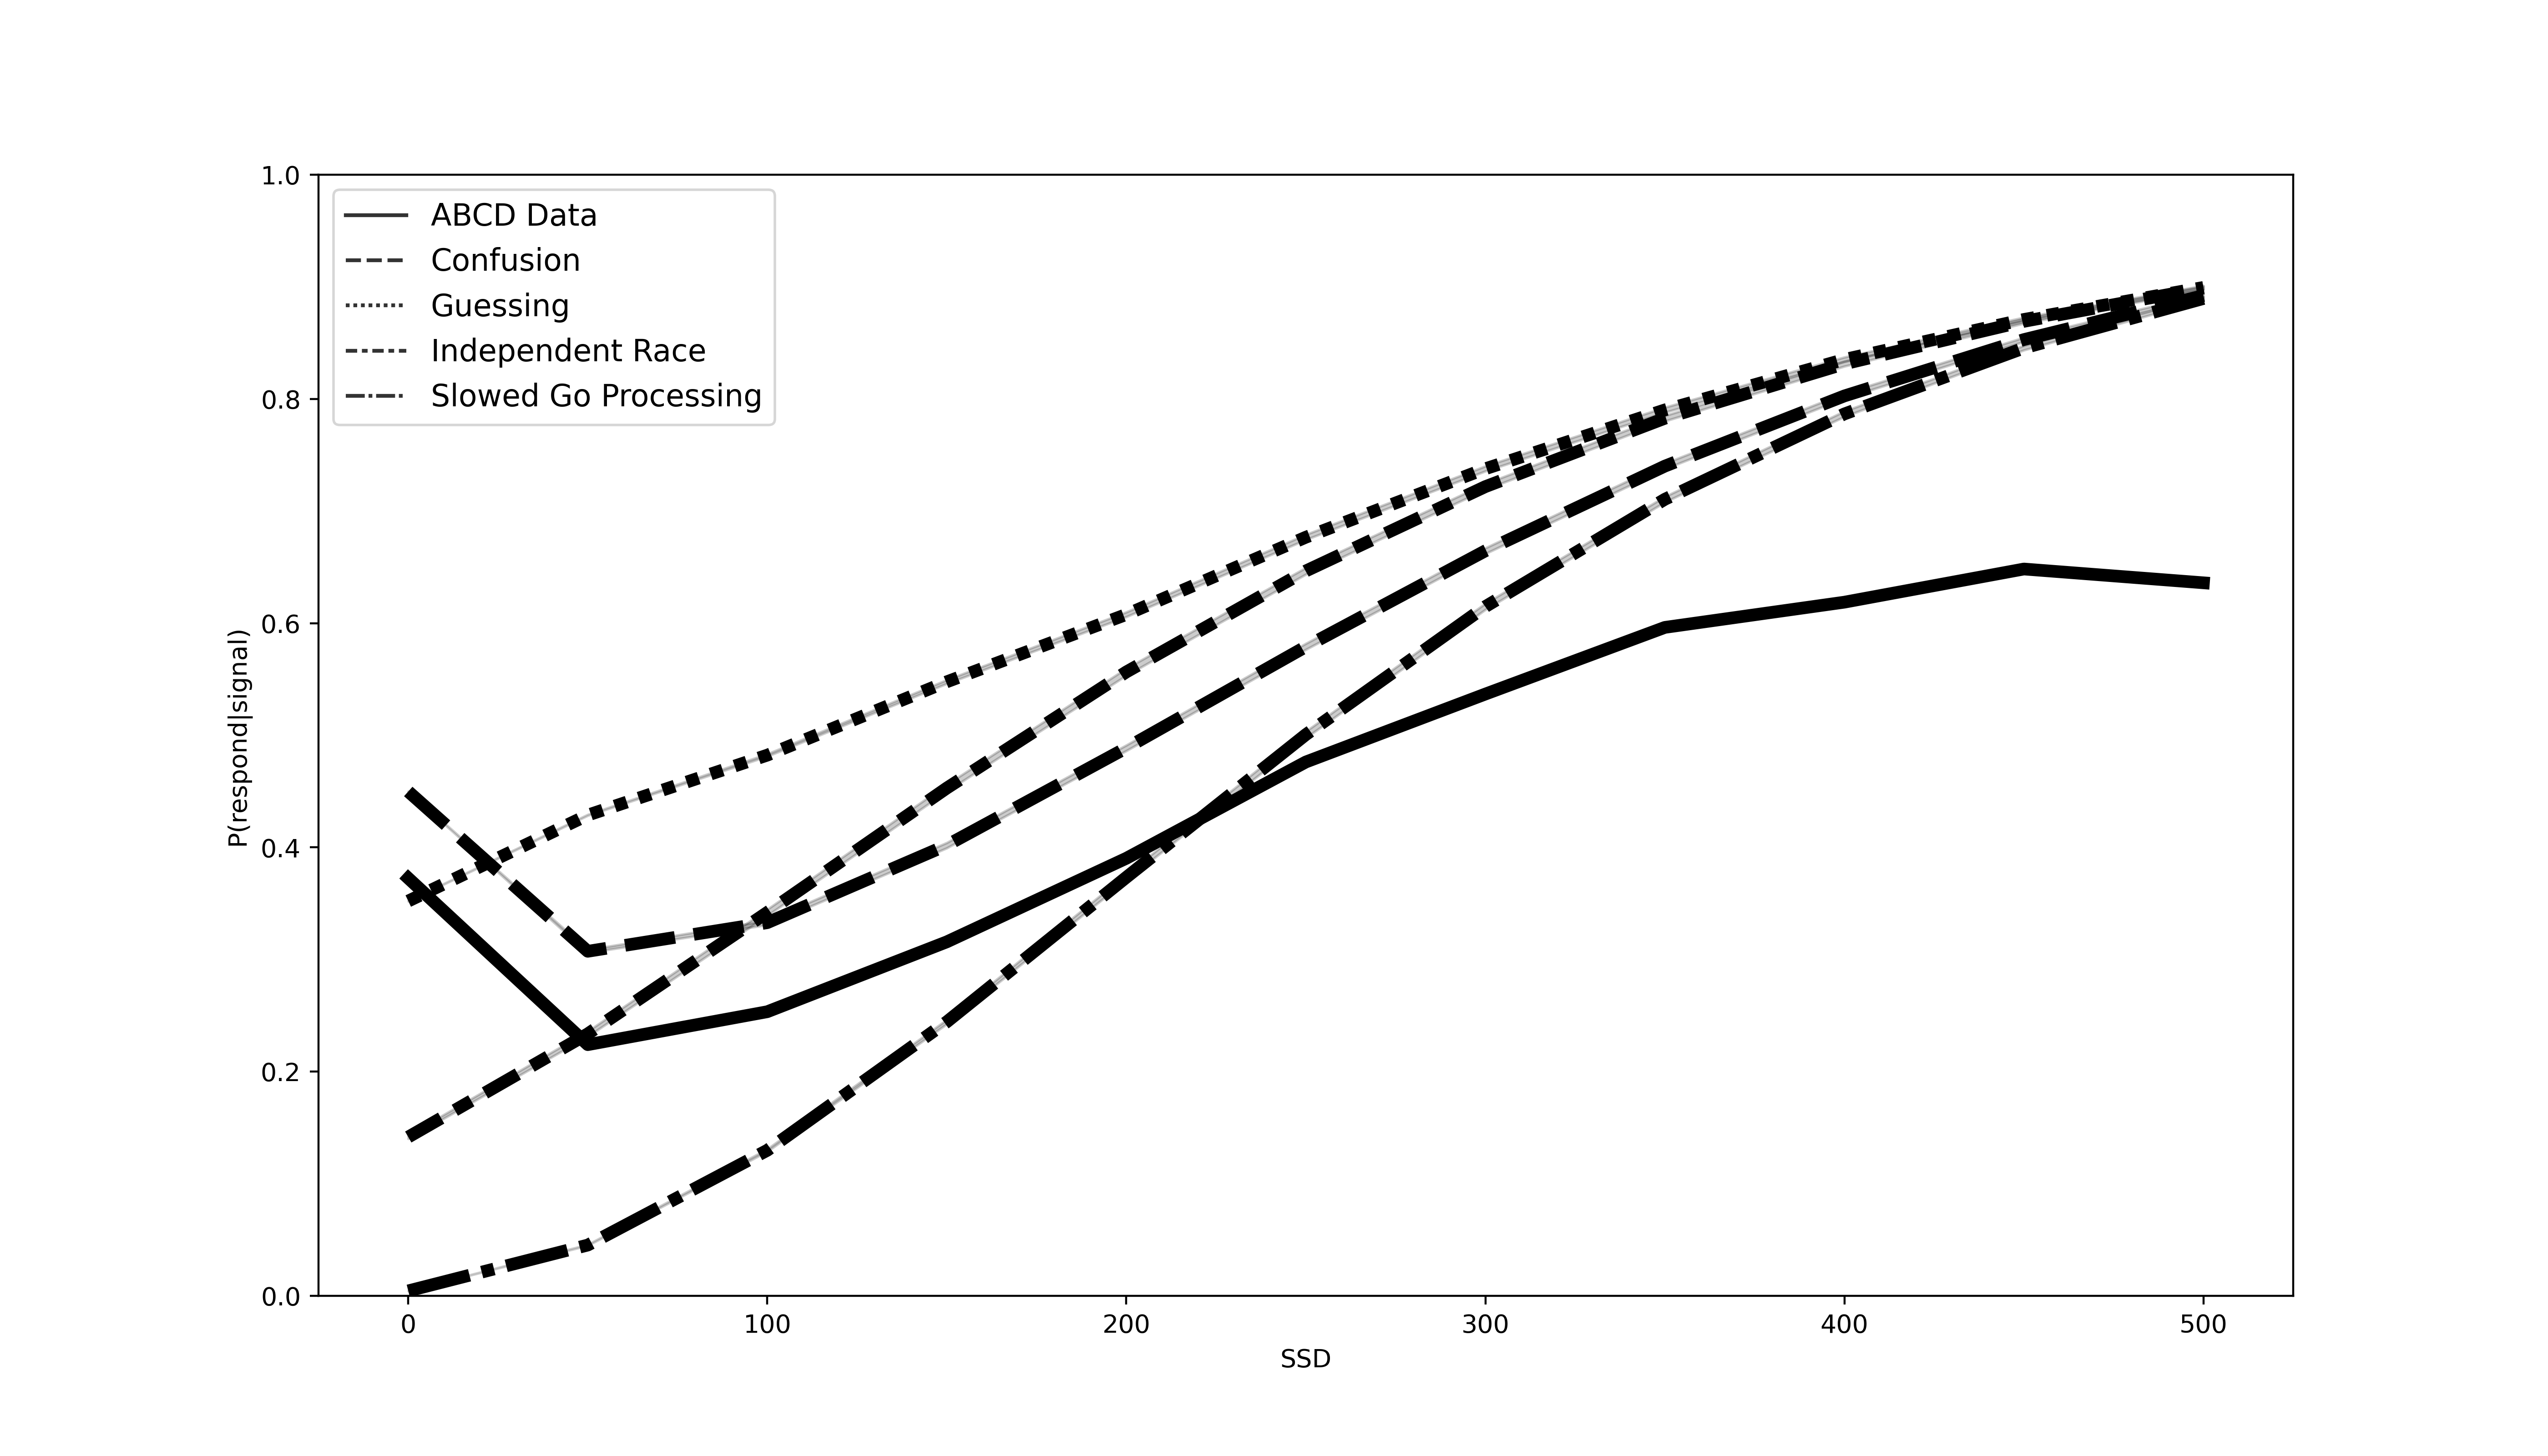 ABCD Data
Confusion
Guessing
Independent Race
Slowed Go Processing
P(respond|signal)
1.0
0.8
0.6
0.4
0.2
0.0
0 100 200 300 400 500
SSD